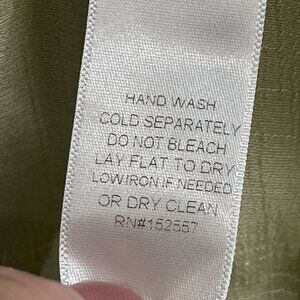 HAND WASH
COLD SEPARATELY
DO NOT BLEACH
LAY FLAT TO DRY
LOW IRON IF NEEDED
OR DRY CLEAN
RN#152557